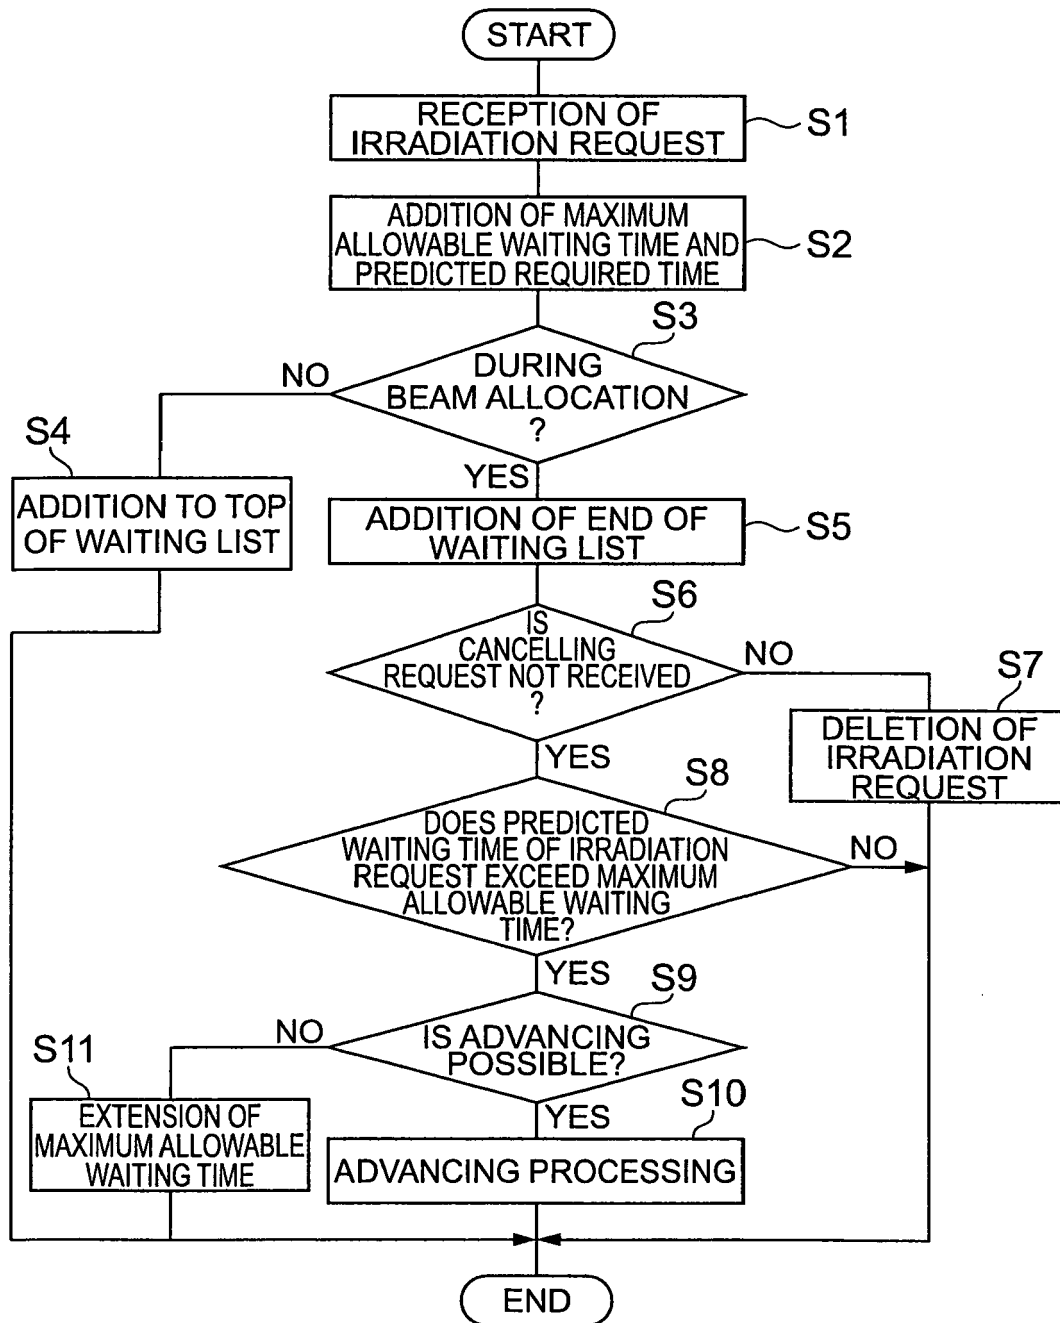 START
RECEPTION OF
IRRADIATION REQUEST
S1
ADDITION OF MAXIMUM
ALLOWABLE WAITING TIME AND
PREDICTED REQUIRED TIME
S2
S3
DURING
BEAM ALLOCATION
?
NO
YES
S4
ADDITION TO TOP
OF WAITING LIST
ADDITION OF END OF
WAITING LIST
S5
S6
IS
CANCELLING
REQUEST NOT RECEIVED
?
NO
YES
S7
DELETION OF
IRRADIATION
REQUEST
S8
DOES PREDICTED
WAITING TIME OF IRRADIATION
REQUEST EXCEED MAXIMUM
ALLOWABLE WAITING
TIME?
NO
YES
S9
IS ADVANCING
POSSIBLE?
NO
YES
S11
EXTENSION OF
MAXIMUM ALLOWABLE
WAITING TIME
S10
ADVANCING PROCESSING
END